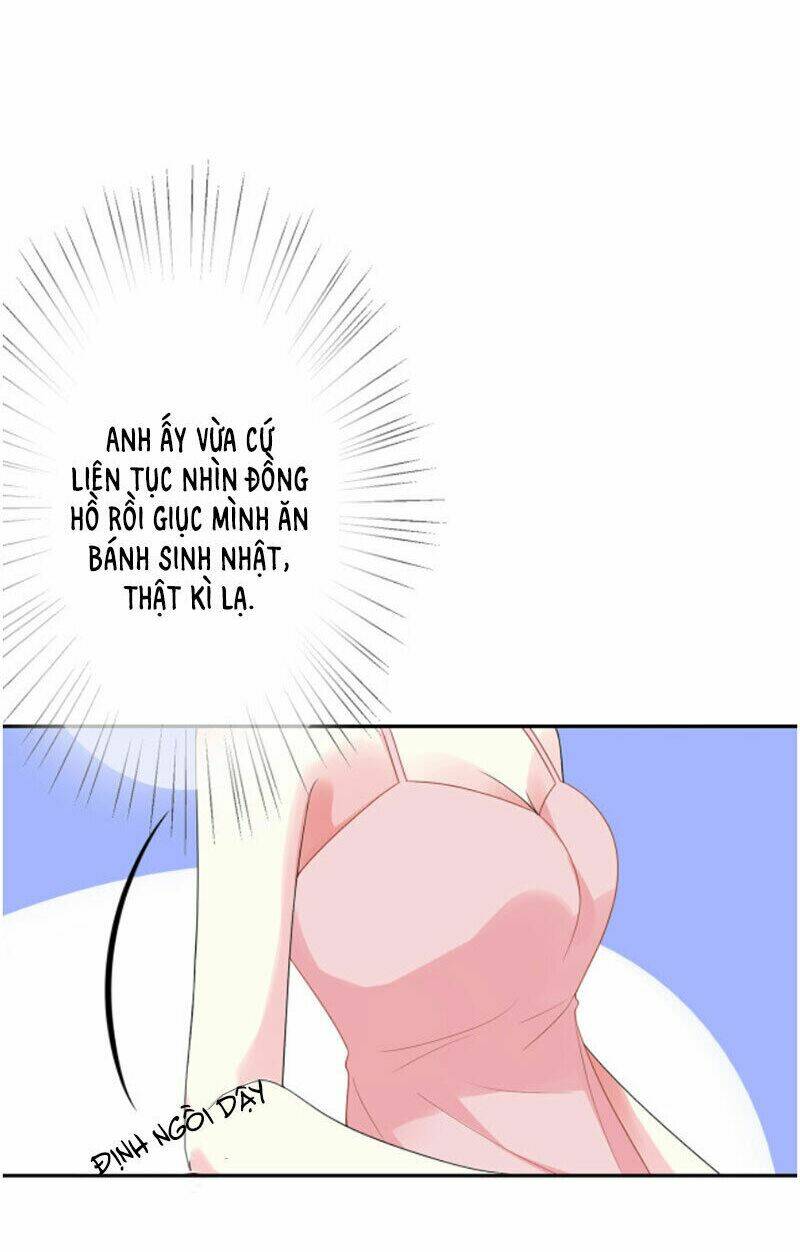 ANH ẤY VỪA CỨ
LIÊN TỤC NHÌN ĐỒNG
HỒ RỒI GIỤC MÌNH ĂN
BÁNH SINH NHẬT,
THẬT KÌ LẠ.
ĐỊNH NGỒI DẬY